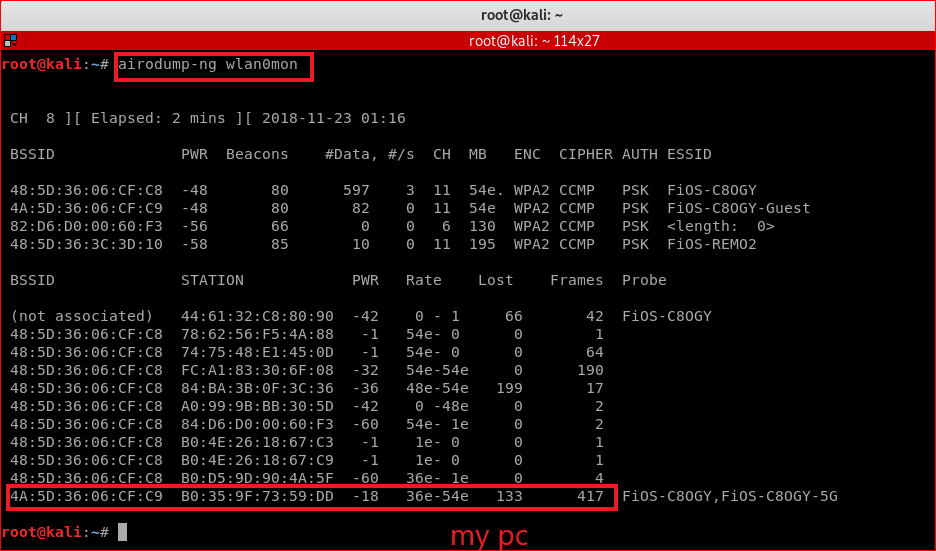 root@kali: ~
root@kali: ~ 114x27
root@kali:~# airodump-ng wlan0mon
CH  8 ][ Elapsed: 2 mins ][ 2018-11-23 01:16
BSSID              PWR  Beacons    #Data, #/s  CH  MB   ENC  CIPHER AUTH ESSID
48:5D:36:06:CF:C8  -48       80      597    3  11  54e. WPA2 CCMP   PSK  FiOS-C8OGY
4A:5D:36:06:CF:C9  -48       80       82    0  11  54e  WPA2 CCMP   PSK  FiOS-C8OGY-Guest
82:D6:D0:00:60:F3  -56       66        0    0   6  130  WPA2 CCMP   PSK  <length:  0>
48:5D:36:3C:3D:10  -58       85       10    0  11  195  WPA2 CCMP   PSK  FiOS-REMO2
BSSID              STATION            PWR   Rate    Lost    Frames  Probe
(not associated)   44:61:32:C8:80:90  -42    0 - 1     66       42  FiOS-C8OGY
48:5D:36:06:CF:C8  78:62:56:F5:4A:88   -1   54e- 0      0        1
48:5D:36:06:CF:C8  74:75:48:E1:45:0D   -1   54e- 0      0       64
48:5D:36:06:CF:C8  FC:A1:83:30:6F:08  -32   54e-54e     0      190
48:5D:36:06:CF:C8  84:BA:3B:0F:3C:36  -36   48e-54e   199       17
48:5D:36:06:CF:C8  A0:99:9B:BB:30:5D  -42    0 -48e     0        2
48:5D:36:06:CF:C8  84:D6:D0:00:60:F3  -60   54e- 1e     0        2
48:5D:36:06:CF:C8  B0:4E:26:18:67:C3   -1    1e- 0      0        1
48:5D:36:06:CF:C8  B0:4E:26:18:67:C9   -1    1e- 0      0        1
48:5D:36:06:CF:C8  B0:D5:9D:90:4A:5F  -60   36e- 1e     0        4
4A:5D:36:06:CF:C9  B0:35:9F:73:59:DD  -18   36e-54e   133      417  FiOS-C8OGY,FiOS-C8OGY-5G
root@kali:~#
my pc